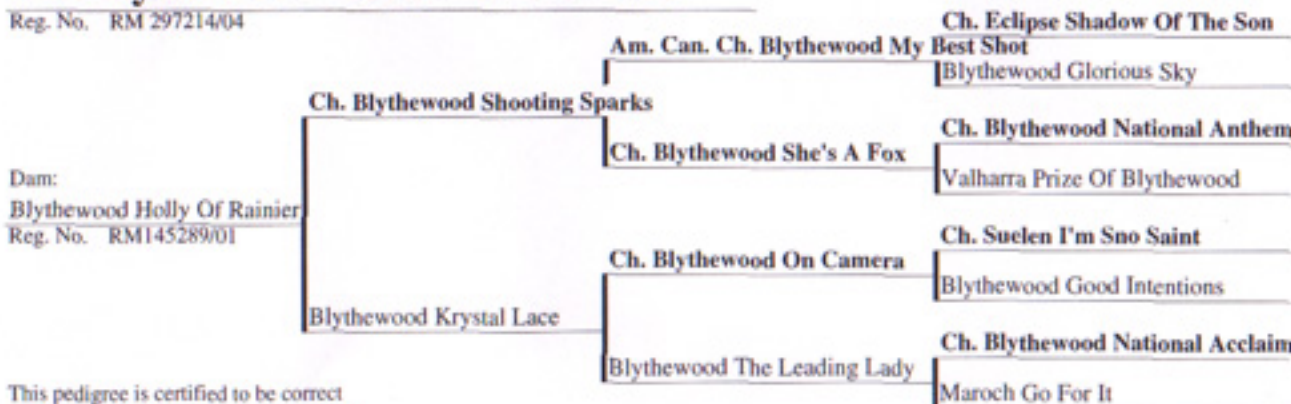 Reg. No. RM 297214/04
Ch. Eclipse Shadow Of The Son
Am. Can. Ch. Blythewood My Best Shot
Blythewood Glorious Sky
Ch. Blythewood Shooting Sparks
Ch. Blythewood National Anthem
Ch. Blythewood She's A Fox
Valharra Prize Of Blythewood
Dam:
Blythewood Holly Of Rainier
Reg. No. RM145289/01
Ch. Suelen I'm Sno Saint
Ch. Blythewood On Camera
Blythewood Good Intentions
Blythewood Krystal Lace
Ch. Blythewood National Acclaim
Blythewood The Leading Lady
Maroch Go For It
This pedigree is certified to be correct